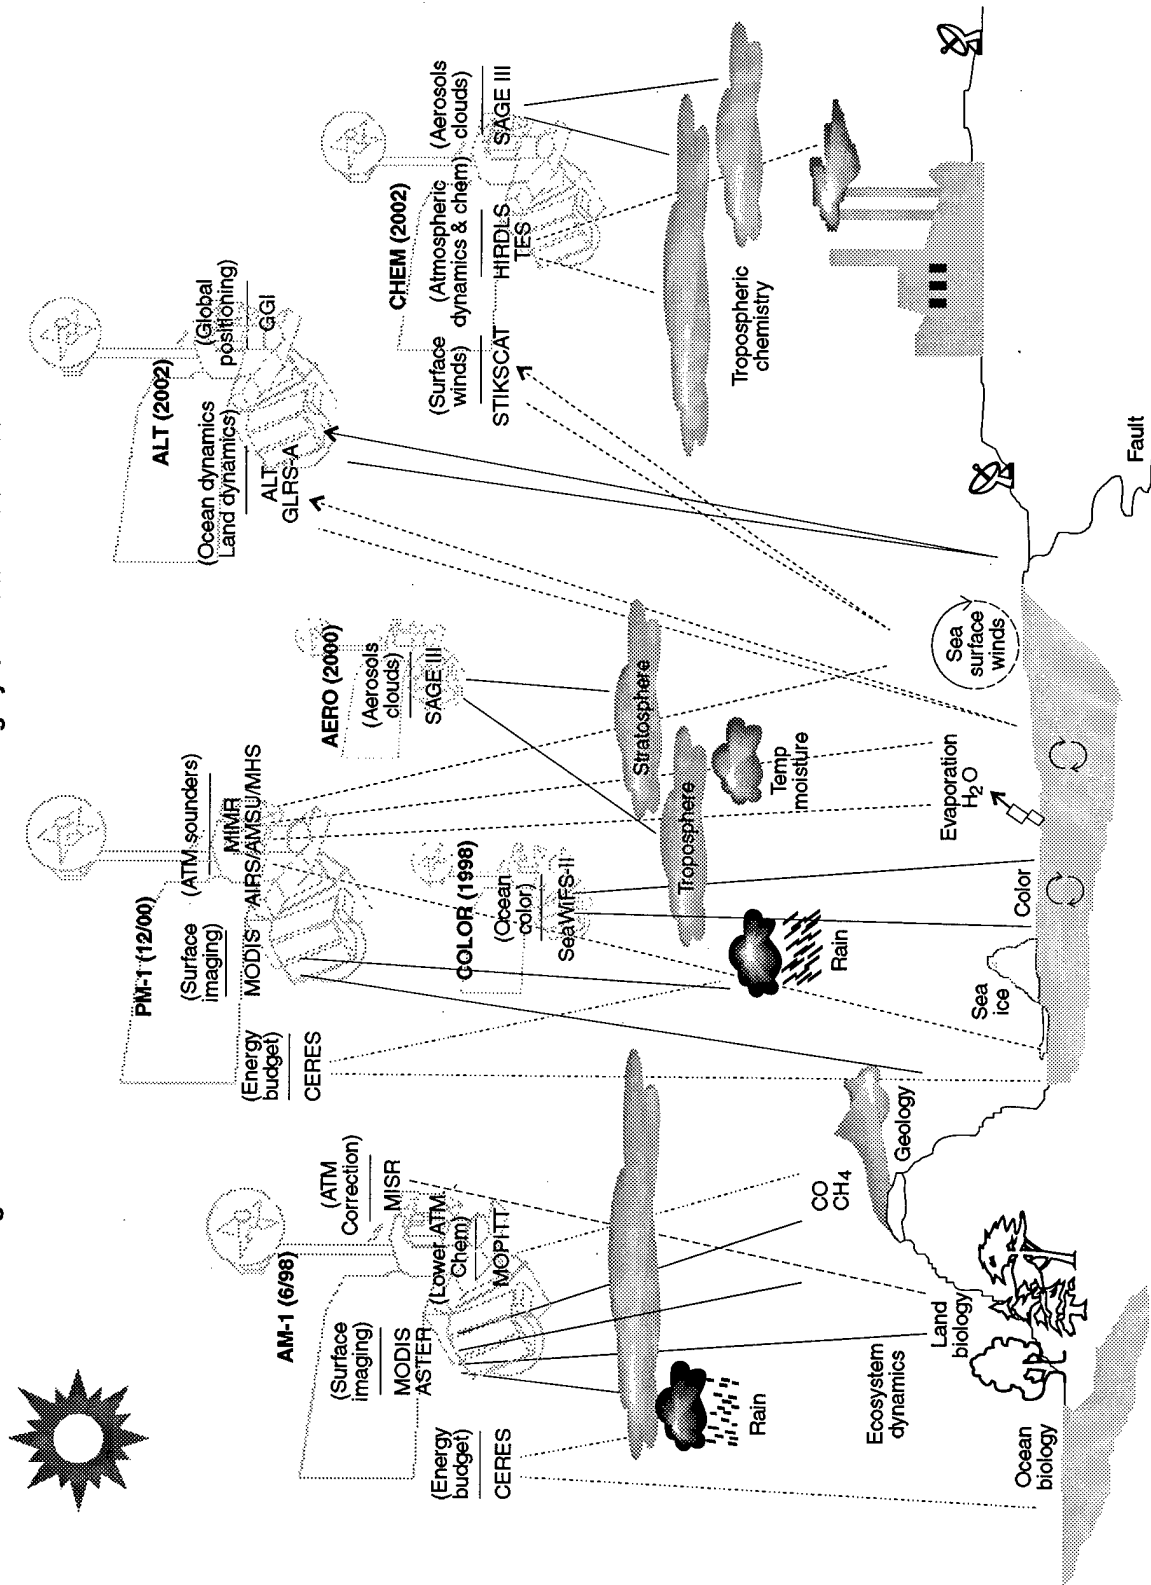 AM-1 (6/98)
(Energy
budget)
CERES
(Surface
imaging)
MODIS
ASTER
(Lower ATM
Chem)
MOPITT
(ATM
Correction)
MISR
PM-1 (12/00)
(Energy
budget)
CERES
(Surface
imaging)
MODIS
(ATM sounders)
MIMR
AIRS/AMSU/MHS
COLOR (1998)
(Ocean
color)
SeaWIFS-II
AERO (2000)
(Aerosols
clouds)
SAGE III
ALT (2002)
(Ocean dynamics
Land dynamics)
ALT
GLRS-A
(Global
positioning)
GGI
CHEM (2002)
(Surface
winds)
STIKSCAT
(Atmospheric
dynamics & chem)
HIRDLS
TES
(Aerosols
clouds)
SAGE III
Rain
Ecosystem
dynamics
Ocean
biology
Land
biology
CO
CH4
Geology
Rain
Sea
ice
Color
Troposphere
Stratosphere
Temp
moisture
Evaporation
H2O
Sea
surface
winds
Tropospheric
chemistry
Fault